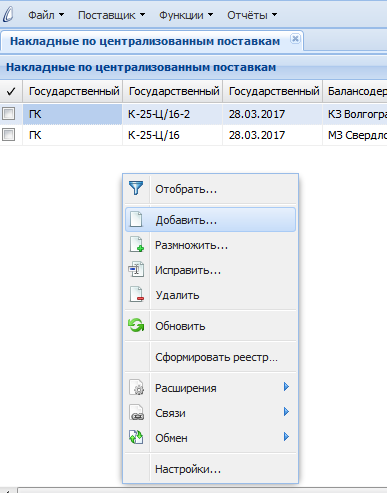 Файл Поставщик Функции Отчёты
Накладные по централизованным поставкам
Накладные по централизованным поставкам
Государственный Государственный Государственный Балансодер
ГК К-25-Ц/16-2 28.03.2017 КЗ Волгогра
ГК К-25-Ц/16 28.03.2017 МЗ Свердло
Отобрать...
Добавить...
Размножить...
Исправить...
Удалить
Обновить
Сформировать реестр...
Расширения
Связи
Обмен
Настройки...